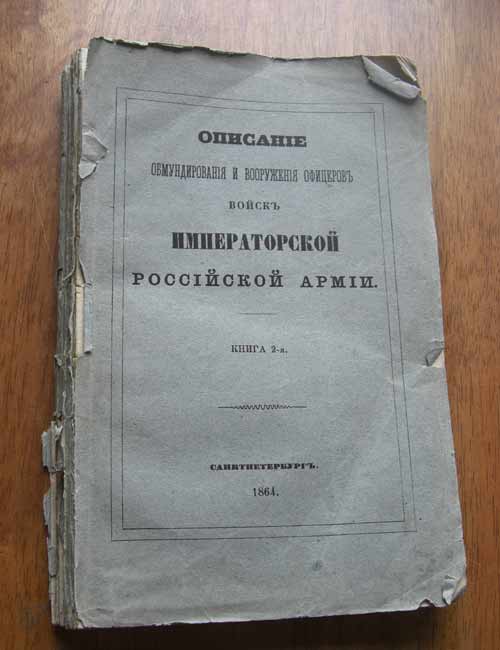 ОПИСАНІЕ
ОБМУНДИРОВАНІЯ И ВООРУЖЕНІЯ ОФИЦЕРОВЪ
ВОЙСКЪ
ИМПЕРАТОРСКОЙ
РОССІЙСКОЙ АРМІИ.
КНИГА 2-я.
САНКТПЕТЕРБУРГЪ.
1864.